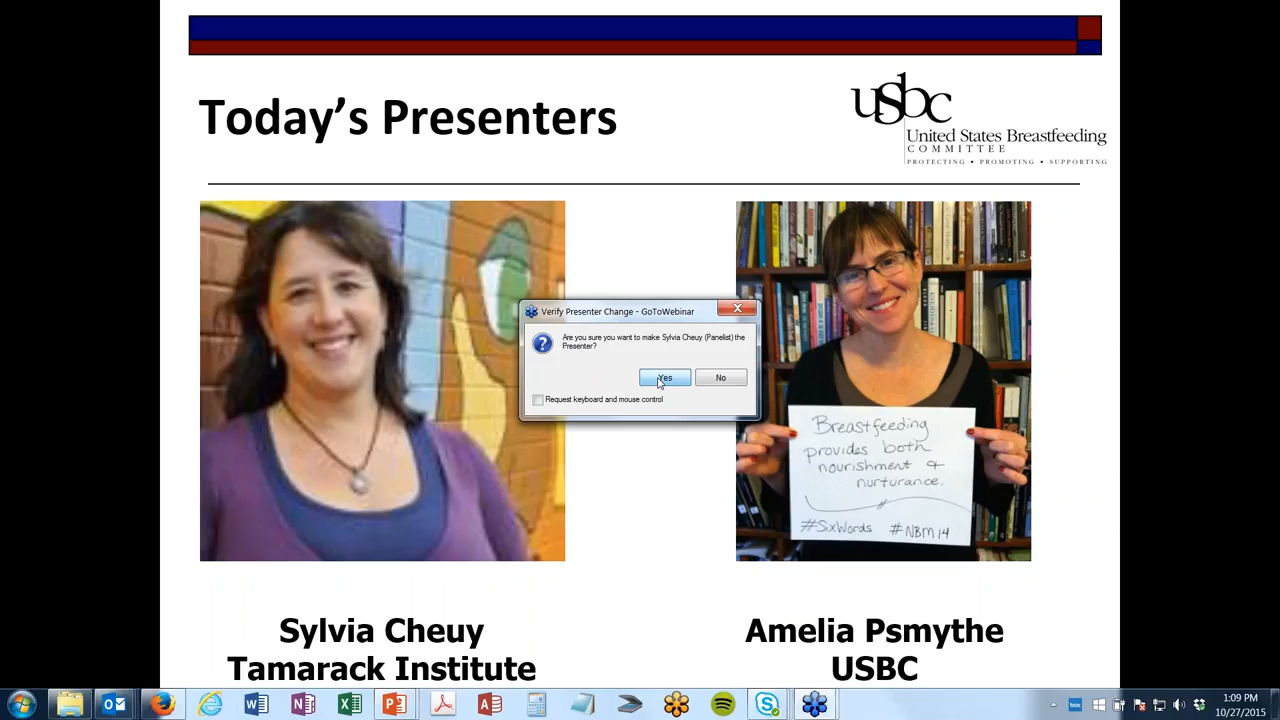 Today's Presenters
usbc
United States Breastfeeding
COMMITTEE
PROTECTING • PROMOTING • SUPPORTING
Verify Presenter Change - GoToWebinar
Are you sure you want to make Sylvia Cheuy (Panelist) the
Presenter?
Yes
No
Request keyboard and mouse control
Breastfeeding
provides both
nourishment &
nurturance.
#SixWords #NBM14
Sylvia Cheuy
Tamarack Institute
Amelia Psmythe
USBC
1:09 PM
10/27/2015